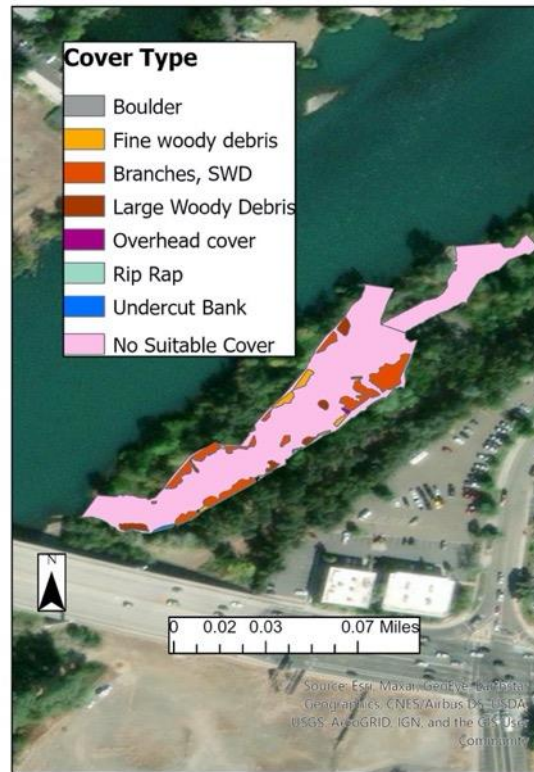 Cover Type
Boulder
Fine woody debris
Branches, SWD
Large Woody Debris
Overhead cover
Rip Rap
Undercut Bank
No Suitable Cover
N
0 0.02 0.03 0.07 Miles
Source: Esri, Maxar, GeoEye, Earthstar
Geographics, CNES/Airbus DS, USDA,
USGS, AeroGRID, IGN, and the GIS User
Community